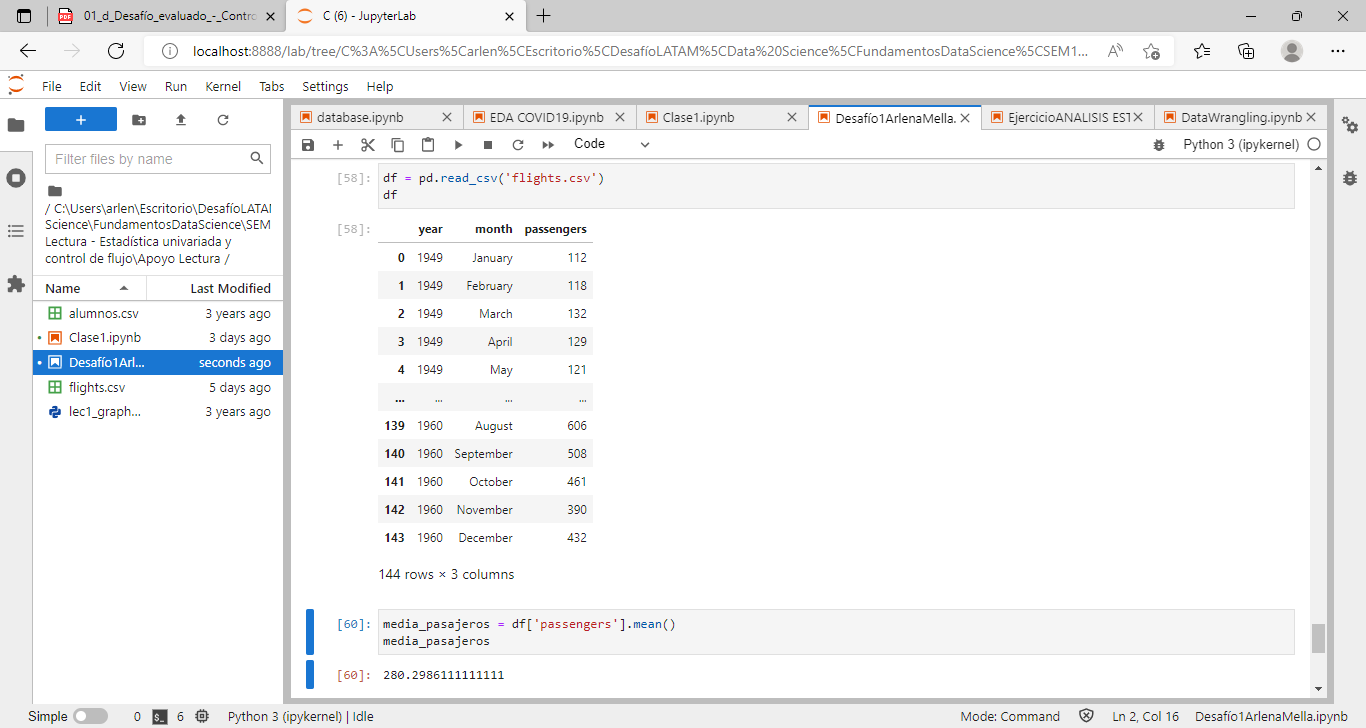 01_d_Desafío_evaluado_-_Contro
C (6) - JupyterLab
localhost:8888/lab/tree/C%3A%5CUsers%5Carlen%5CEscritorio%5CDesafíoLATAM%5CData%20Science%5CFundamentosDataScience%5CSEM1...
File Edit View Run Kernel Tabs Settings Help
Filter files by name
/ C:\Users\arlen\Escritorio\DesafíoLATAM
Science\FundamentosDataScience\SEM
Lectura - Estadística univariada y
control de flujo\Apoyo Lectura /
Name Last Modified
alumnos.csv 3 years ago
Clase1.ipynb 3 days ago
Desafío1Arl... seconds ago
flights.csv 5 days ago
lec1_graph... 3 years ago
database.ipynb EDA COVID19.ipynb Clase1.ipynb Desafío1ArlenaMella. EjercicioANALISIS EST DataWrangling.ipynb
Code Python 3 (ipykernel)
[58]: df = pd.read_csv('flights.csv')
df
[58]: year month passengers
0 1949 January 112
1 1949 February 118
2 1949 March 132
3 1949 April 129
4 1949 May 121
... ... ... ...
139 1960 August 606
140 1960 September 508
141 1960 October 461
142 1960 November 390
143 1960 December 432
144 rows × 3 columns
[60]: media_pasajeros = df['passengers'].mean()
media_pasajeros
[60]: 280.2986111111111
Simple 0 6 Python 3 (ipykernel) | Idle Mode: Command Ln 2, Col 16 Desafío1ArlenaMella.ipynb